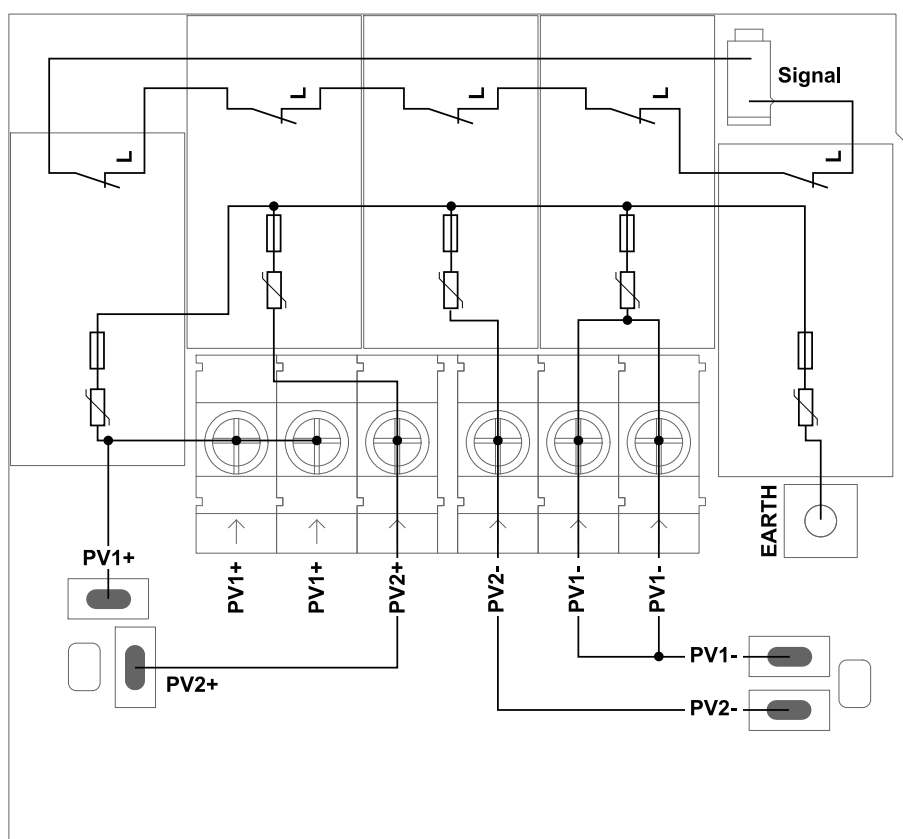 Signal
L
L
L
L
L
EARTH
PV1+
PV1+
PV1+
PV2+
PV2-
PV1-
PV1-
PV1-
PV2+
PV2-